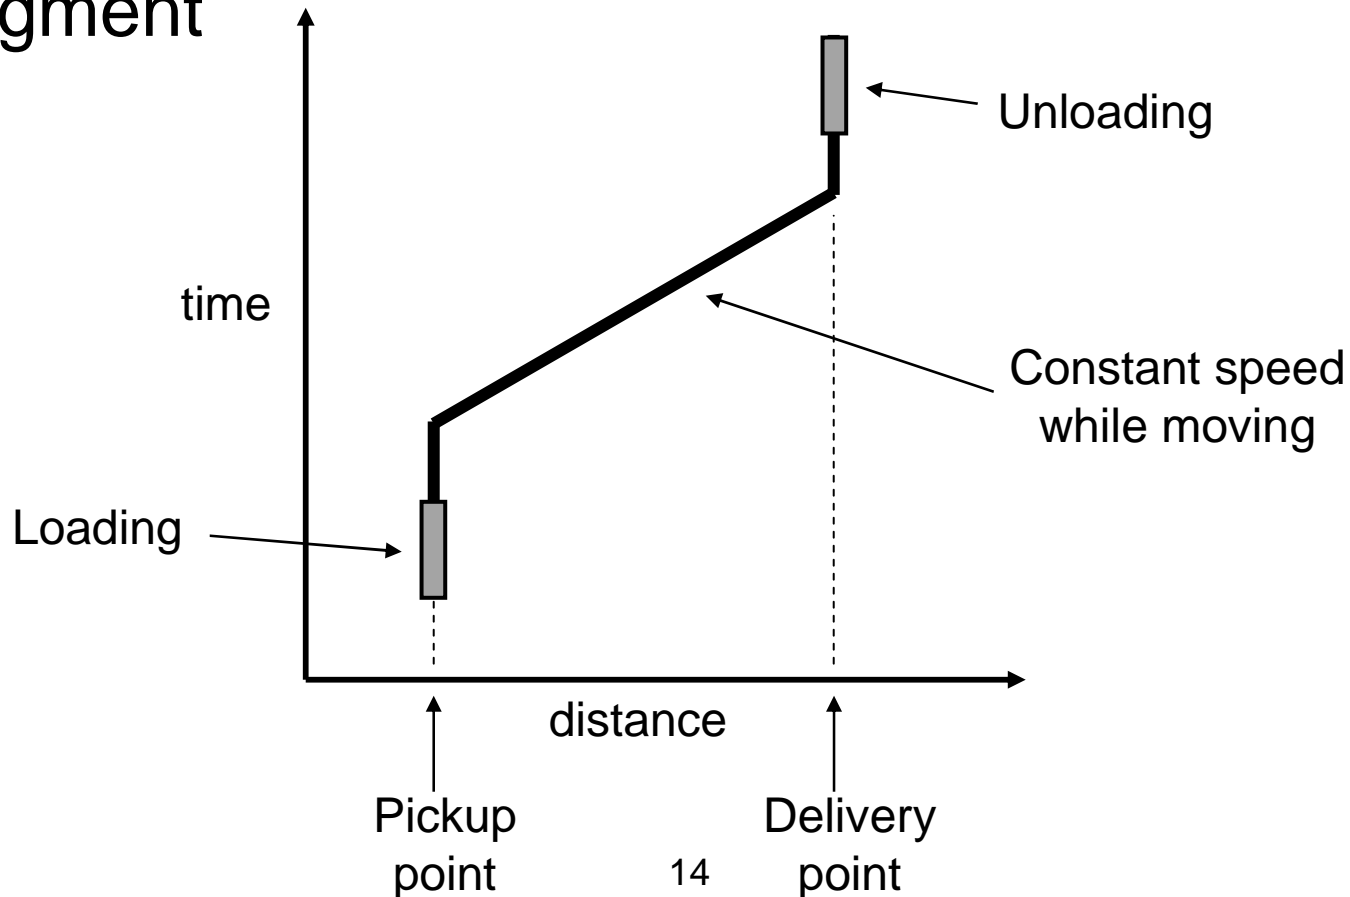 gment
Unloading
time
Constant speed
while moving
Loading
distance
Pickup
point
Delivery
point
14